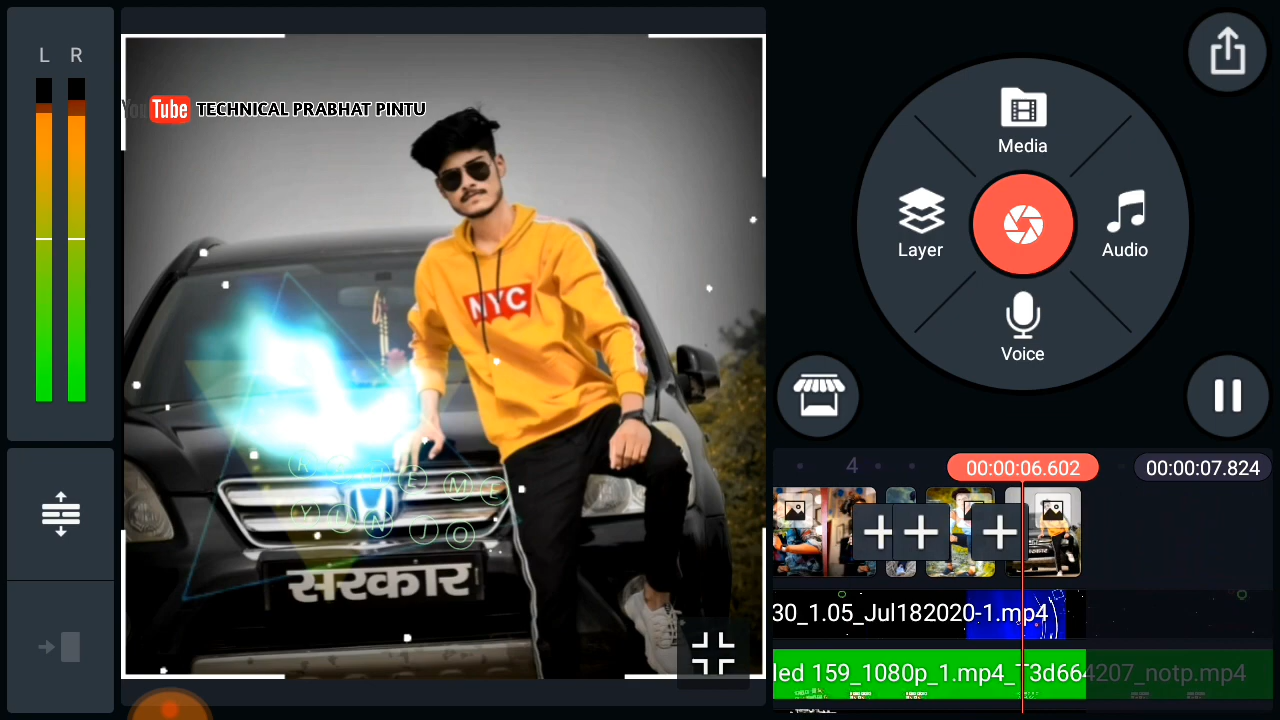 L R
YouTube TECHNICAL PRABHAT PINTU
NYC
सरकार
Media
Layer
Audio
Voice
4
00:00:06.602
00:00:07.824
30_1.05_Jul182020-1.mp4
led 159_1080p_1.mp4_T3d664207_notp.mp4